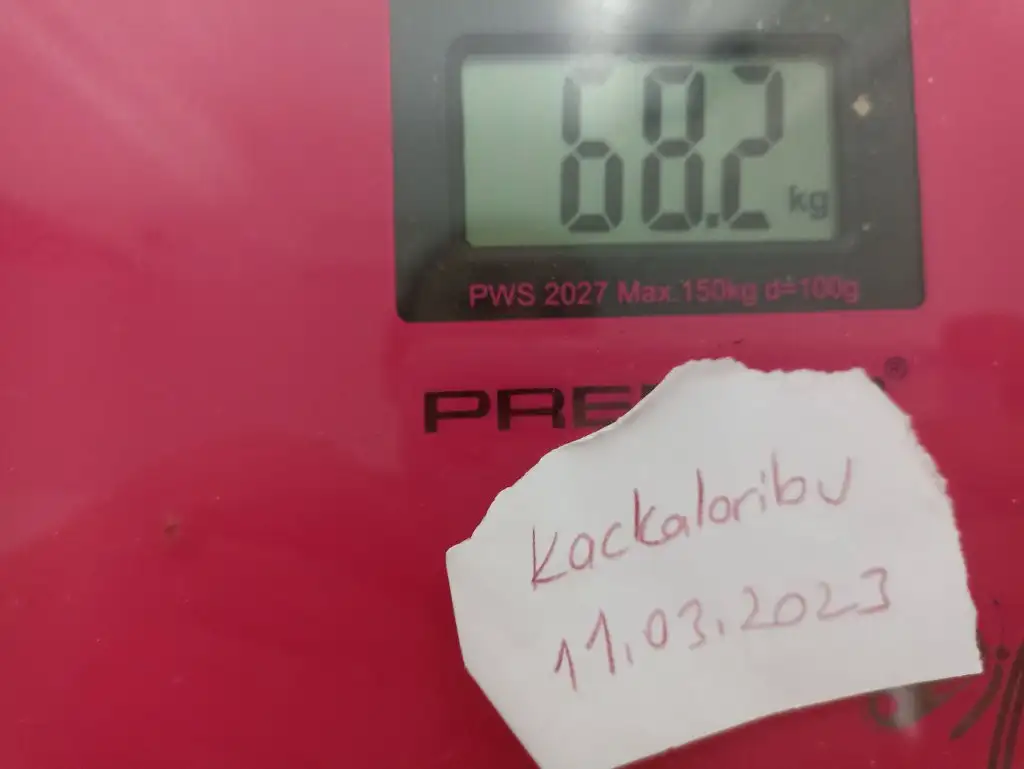 68.2 kg
PWS 2027 Max 150kg d=100g
®
kackaloribu
11.03.2023